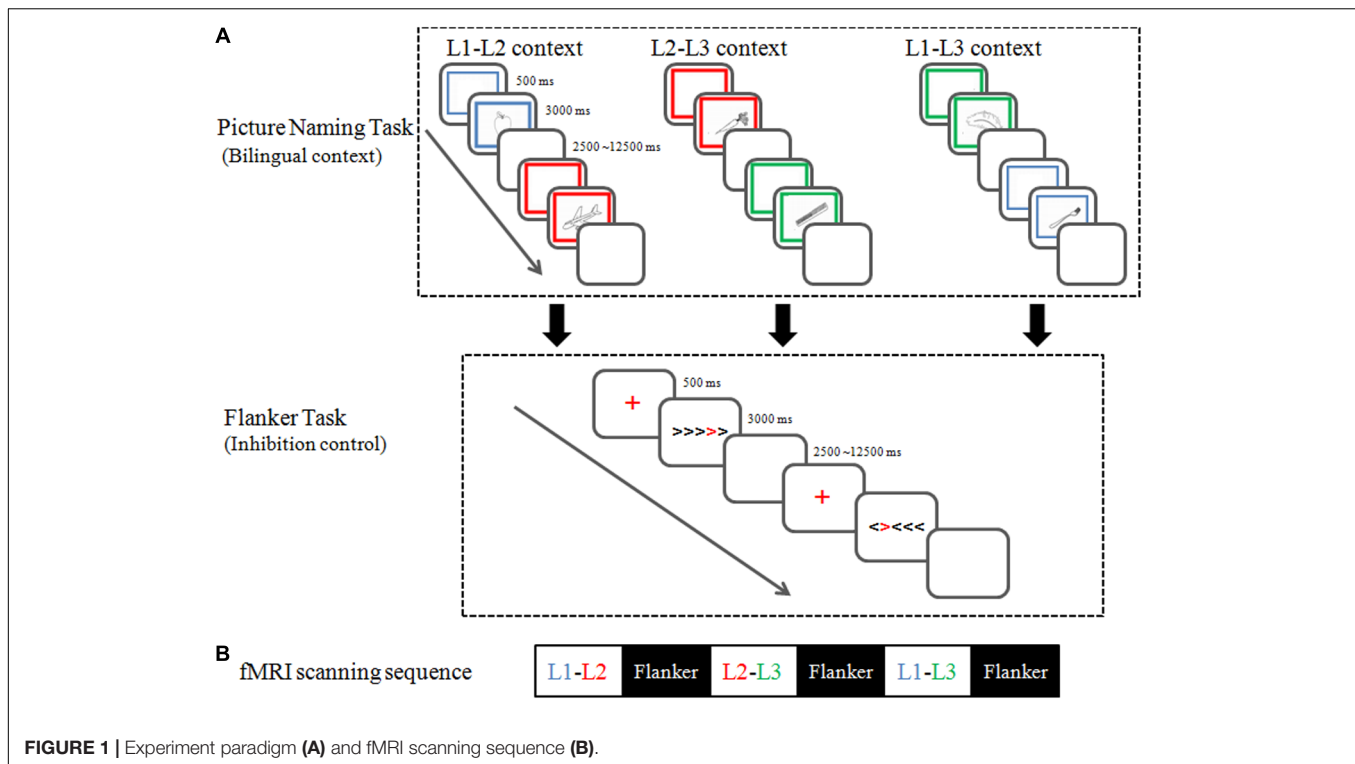 A
L1-L2 context
L2-L3 context
L1-L3 context
500 ms
3000 ms
2500~12500 ms
Picture Naming Task
(Bilingual context)
Flanker Task
(Inhibition control)
+
500 ms
>>>>>
3000 ms
2500~12500 ms
+
<><<<
B
fMRI scanning sequence
L1-L2 Flanker L2-L3 Flanker L1-L3 Flanker
FIGURE 1 | Experiment paradigm (A) and fMRI scanning sequence (B).